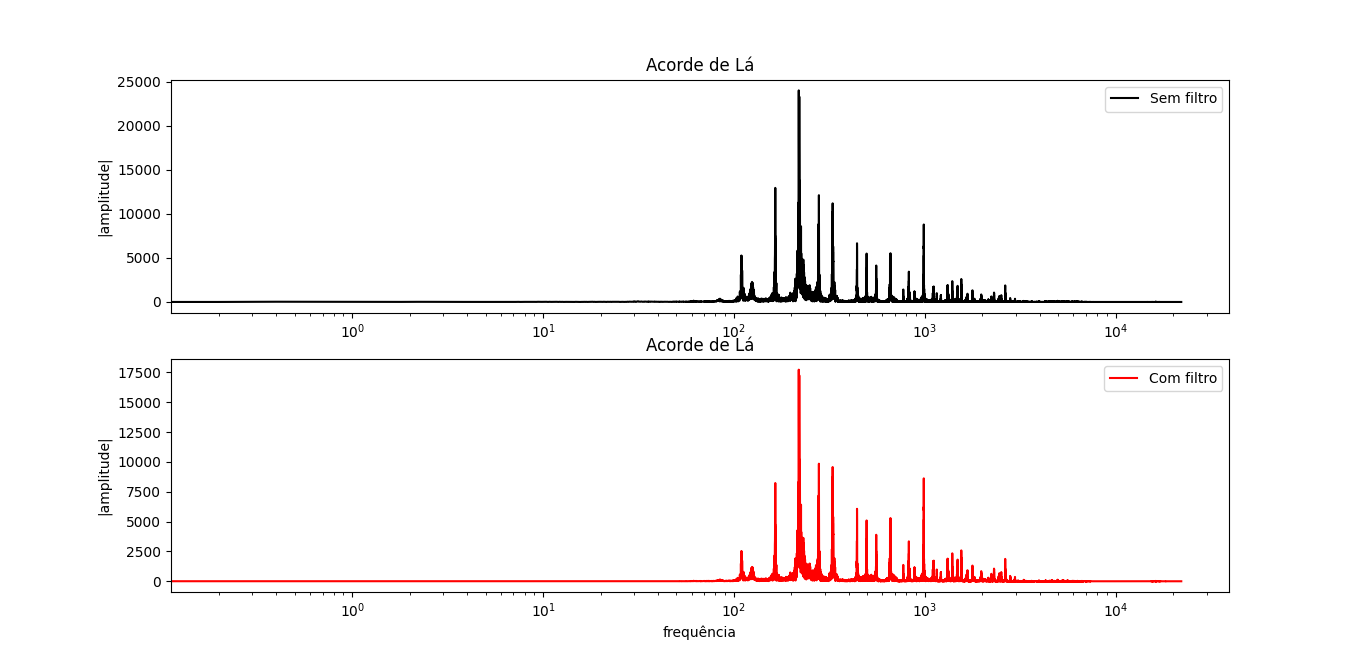 Acorde de Lá
25000
20000
15000
10000
5000
0
|amplitude|
Sem filtro
10⁰ 10¹ 10² 10³ 10⁴
Acorde de Lá
17500
15000
12500
10000
7500
5000
2500
0
|amplitude|
Com filtro
10⁰ 10¹ 10² 10³ 10⁴
frequência